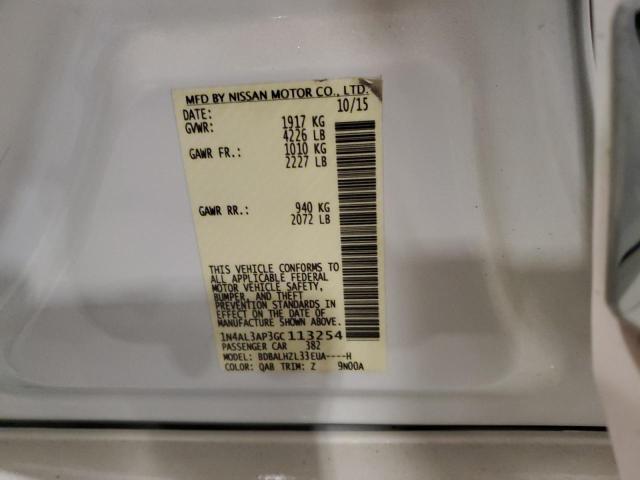 MFD BY NISSAN MOTOR CO., LTD.
DATE: 10/15
GVWR: 1917 KG
4226 LB
GAWR FR.: 1010 KG
2227 LB
GAWR RR.: 940 KG
2072 LB
THIS VEHICLE CONFORMS TO
ALL APPLICABLE FEDERAL
MOTOR VEHICLE SAFETY,
BUMPER, AND THEFT
PREVENTION STANDARDS IN
EFFECT ON THE DATE OF
MANUFACTURE SHOWN ABOVE.
1N4AL3AP3GC113254
PASSENGER CAR 382
MODEL: BDBALHZL33EUA----H
COLOR: QAB TRIM: Z 9N00A